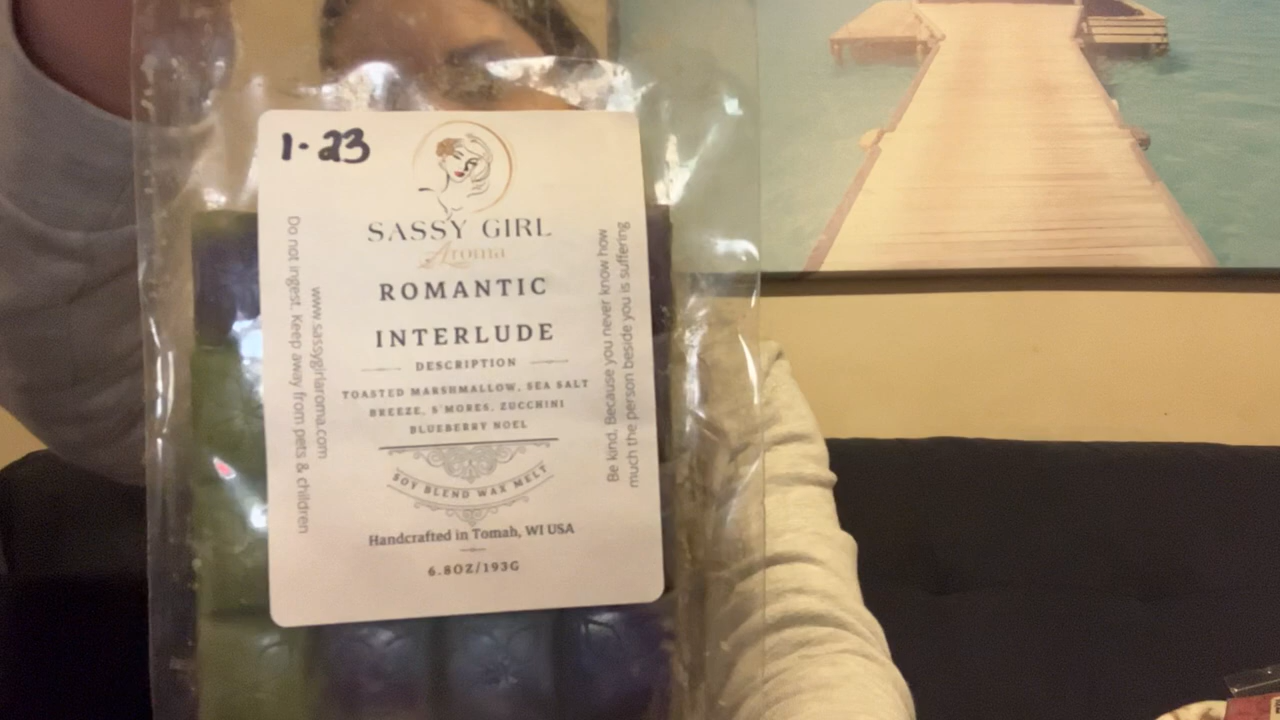 1-23
SASSY GIRL
Aroma
ROMANTIC
INTERLUDE
DESCRIPTION
TOASTED MARSHMALLOW, SEA SALT
BREEZE, S'MORES, ZUCCHINI
BLUEBERRY NOEL
SOY BLEND WAX MELT
Handcrafted in Tomah, WI USA
6.8OZ/193G
www.sassygirlaroma.com
Do not ingest. Keep away from pets & children
Be kind. Because you never know how
much the person beside you is suffering